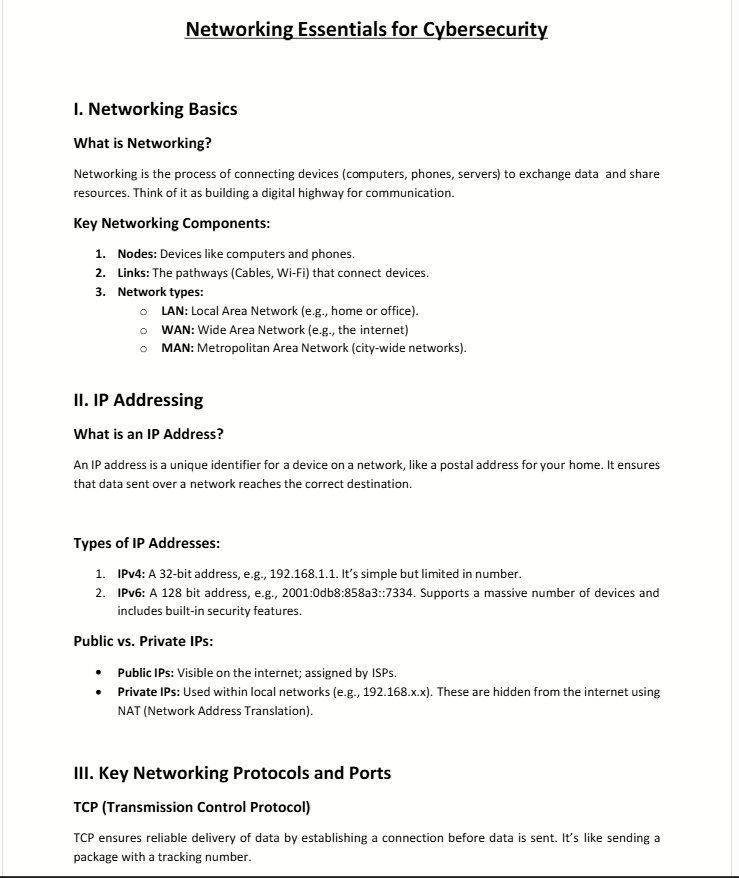 Networking Essentials for Cybersecurity
I. Networking Basics
What is Networking?
Networking is the process of connecting devices (computers, phones, servers) to exchange data and share
resources. Think of it as building a digital highway for communication.
Key Networking Components:
1. Nodes: Devices like computers and phones.
2. Links: The pathways (Cables, Wi-Fi) that connect devices.
3. Network types:
o LAN: Local Area Network (e.g., home or office).
o WAN: Wide Area Network (e.g., the internet)
o MAN: Metropolitan Area Network (city-wide networks).
II. IP Addressing
What is an IP Address?
An IP address is a unique identifier for a device on a network, like a postal address for your home. It ensures
that data sent over a network reaches the correct destination.
Types of IP Addresses:
1. IPv4: A 32-bit address, e.g., 192.168.1.1. It’s simple but limited in number.
2. IPv6: A 128 bit address, e.g., 2001:0db8:858a3::7334. Supports a massive number of devices and
includes built-in security features.
Public vs. Private IPs:
• Public IPs: Visible on the internet; assigned by ISPs.
• Private IPs: Used within local networks (e.g., 192.168.x.x). These are hidden from the internet using
NAT (Network Address Translation).
III. Key Networking Protocols and Ports
TCP (Transmission Control Protocol)
TCP ensures reliable delivery of data by establishing a connection before data is sent. It’s like sending a
package with a tracking number.